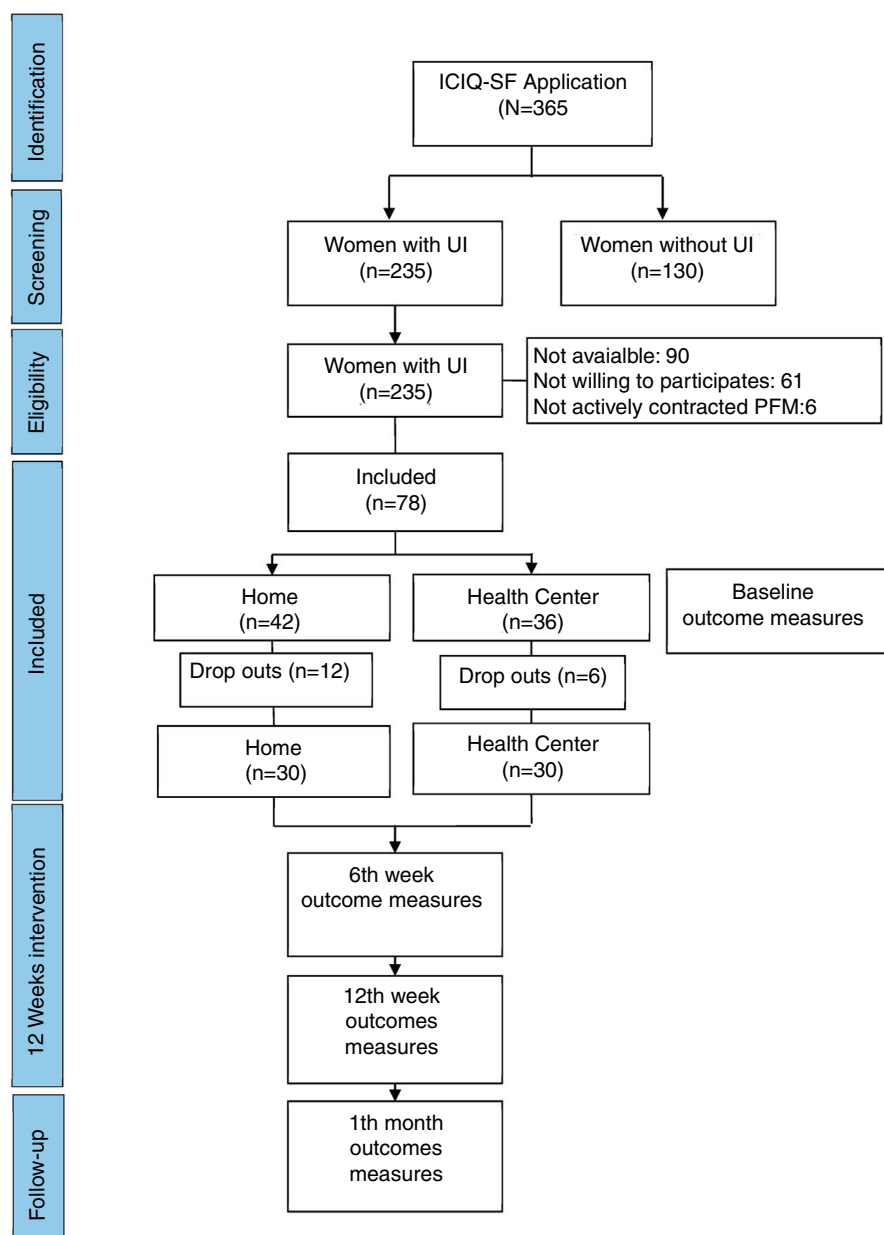 Identification
ICIQ-SF Application
(N=365
Screening
Women with UI
(n=235)
Women without UI
(n=130)
Eligibility
Women with UI
(n=235)
Not avaialble: 90
Not willing to participates: 61
Not actively contracted PFM:6
Included
Included
(n=78)
Home
(n=42)
Health Center
(n=36)
Baseline
outcome measures
Drop outs (n=12)
Drop outs (n=6)
Home
(n=30)
Health Center
(n=30)
12 Weeks intervention
6th week
outcome measures
12th week
outcomes
measures
Follow-up
1th month
outcomes
measures